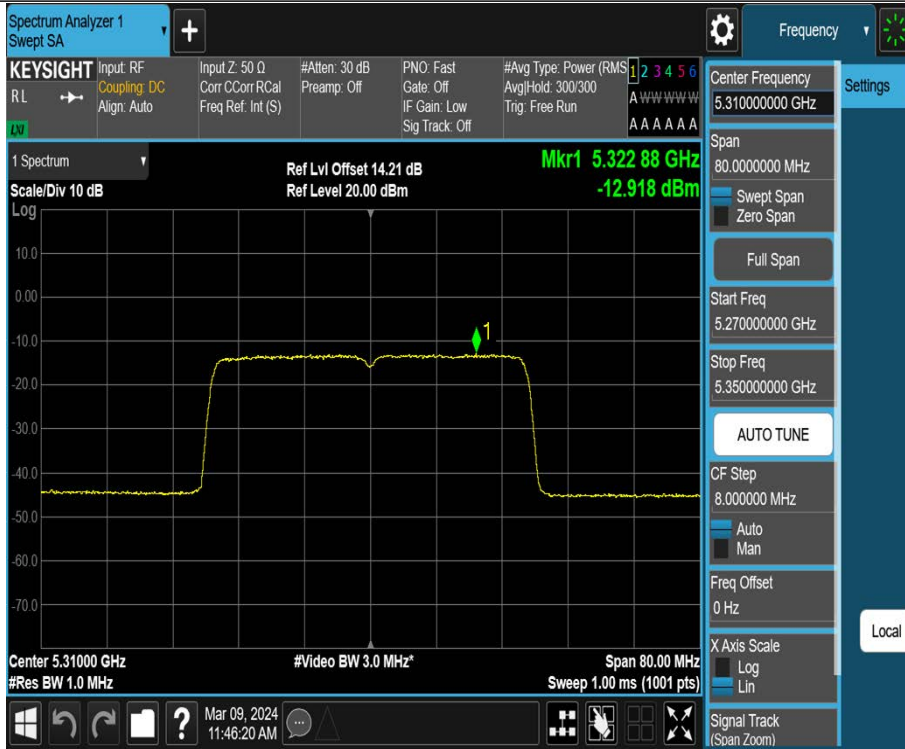 Spectrum Analyzer 1
Swept SA
+
Frequency
KEYSIGHT
RL
LXI
Input: RF
Coupling: DC
Align: Auto
Input Z: 50 Ω
Corr CCorr RCal
Freq Ref: Int (S)
#Atten: 30 dB
Preamp: Off
PNO: Fast
Gate: Off
IF Gain: Low
Sig Track: Off
#Avg Type: Power (RMS
Avg|Hold: 300/300
Trig: Free Run
1 2 3 4 5 6
A W W W W W
A A A A A A
Center Frequency
5.310000000 GHz
Settings
1 Spectrum
Scale/Div 10 dB
Log
Ref Lvl Offset 14.21 dB
Ref Level 20.00 dBm
Mkr1 5.322 88 GHz
-12.918 dBm
Span
80.0000000 MHz
Swept Span
Zero Span
Full Span
Start Freq
5.270000000 GHz
Stop Freq
5.350000000 GHz
AUTO TUNE
CF Step
8.000000 MHz
Auto
Man
Freq Offset
0 Hz
X Axis Scale
Log
Lin
Signal Track
(Span Zoom)
Local
10.0
0.00
-10.0
-20.0
-30.0
-40.0
-50.0
-60.0
-70.0
1
Center 5.31000 GHz
#Res BW 1.0 MHz
#Video BW 3.0 MHz*
Span 80.00 MHz
Sweep 1.00 ms (1001 pts)
?
Mar 09, 2024
11:46:20 AM